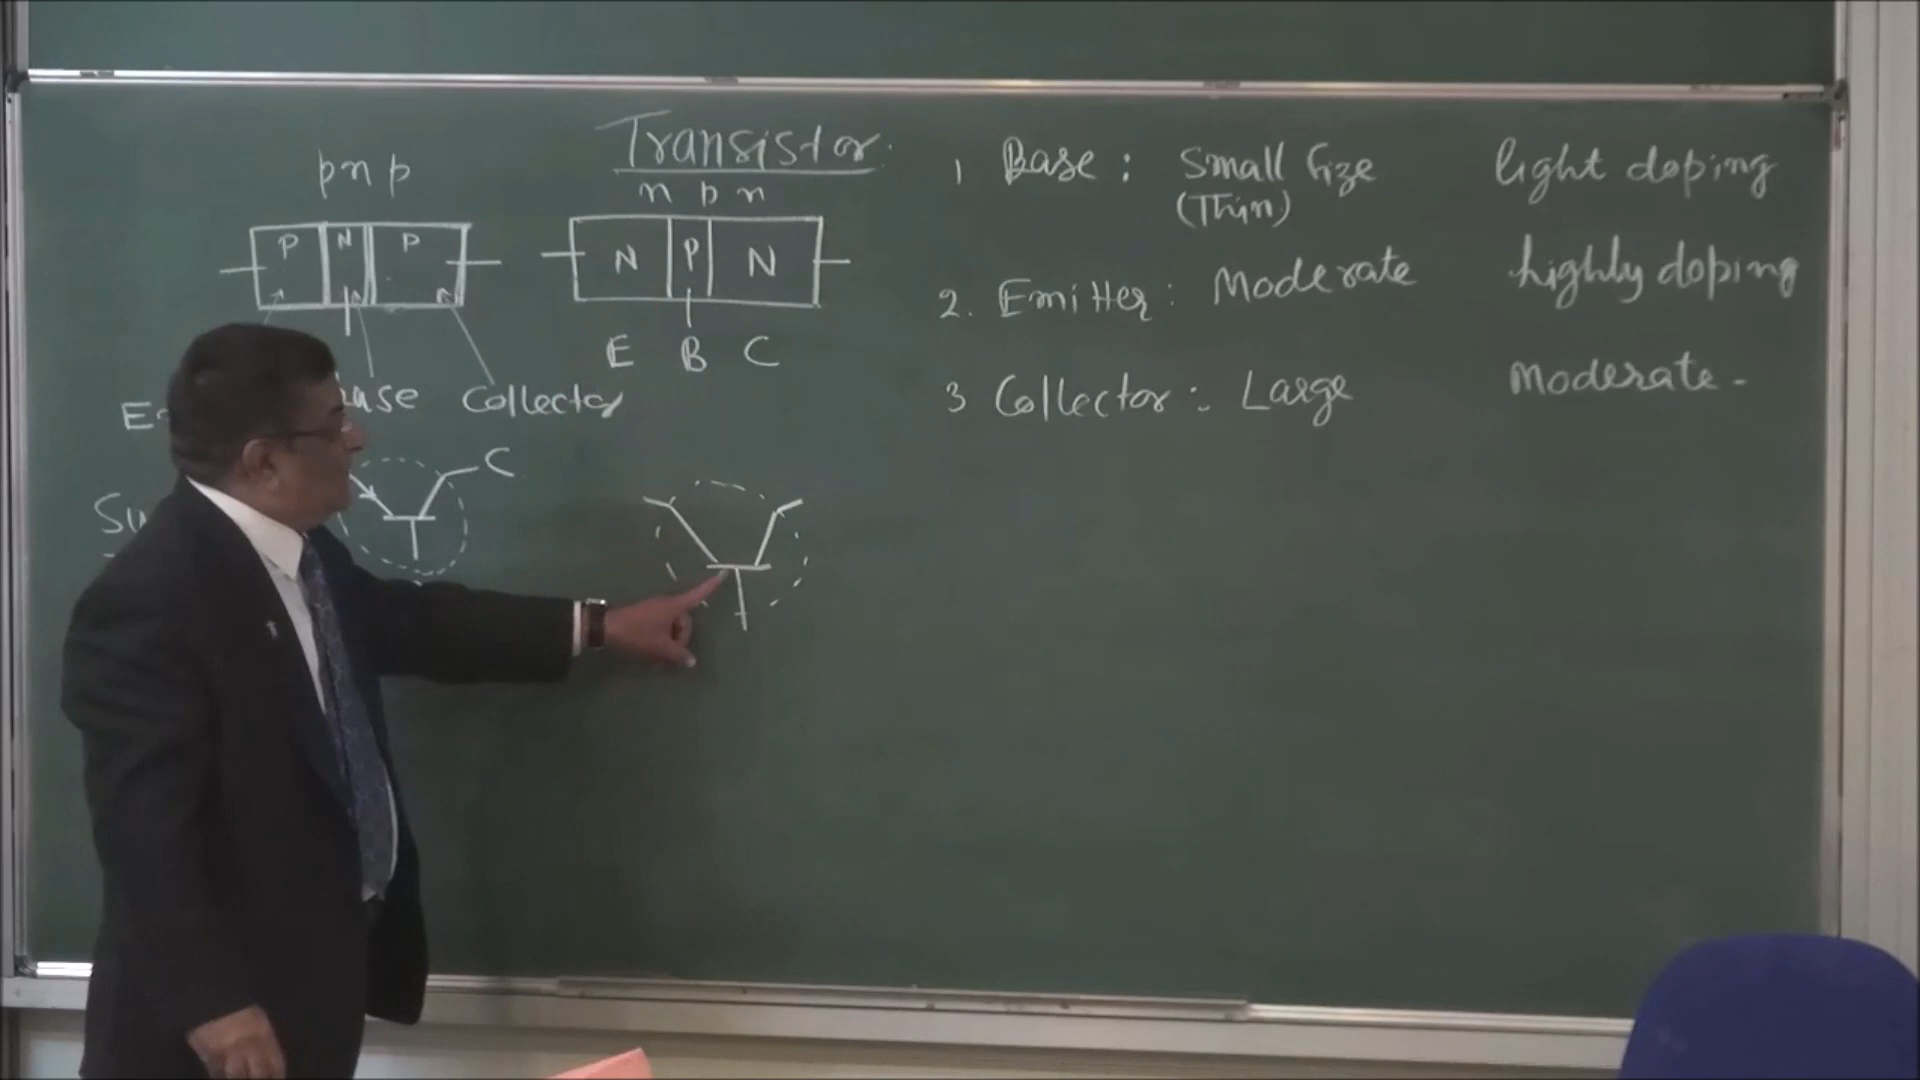 Transistor
pnp
npn
P N P
N P N
E B C
Collector
C
1 Base : Small Size light doping
(Thin)
2. Emitter : Moderate highly doping
3 Collector : Large Moderate -